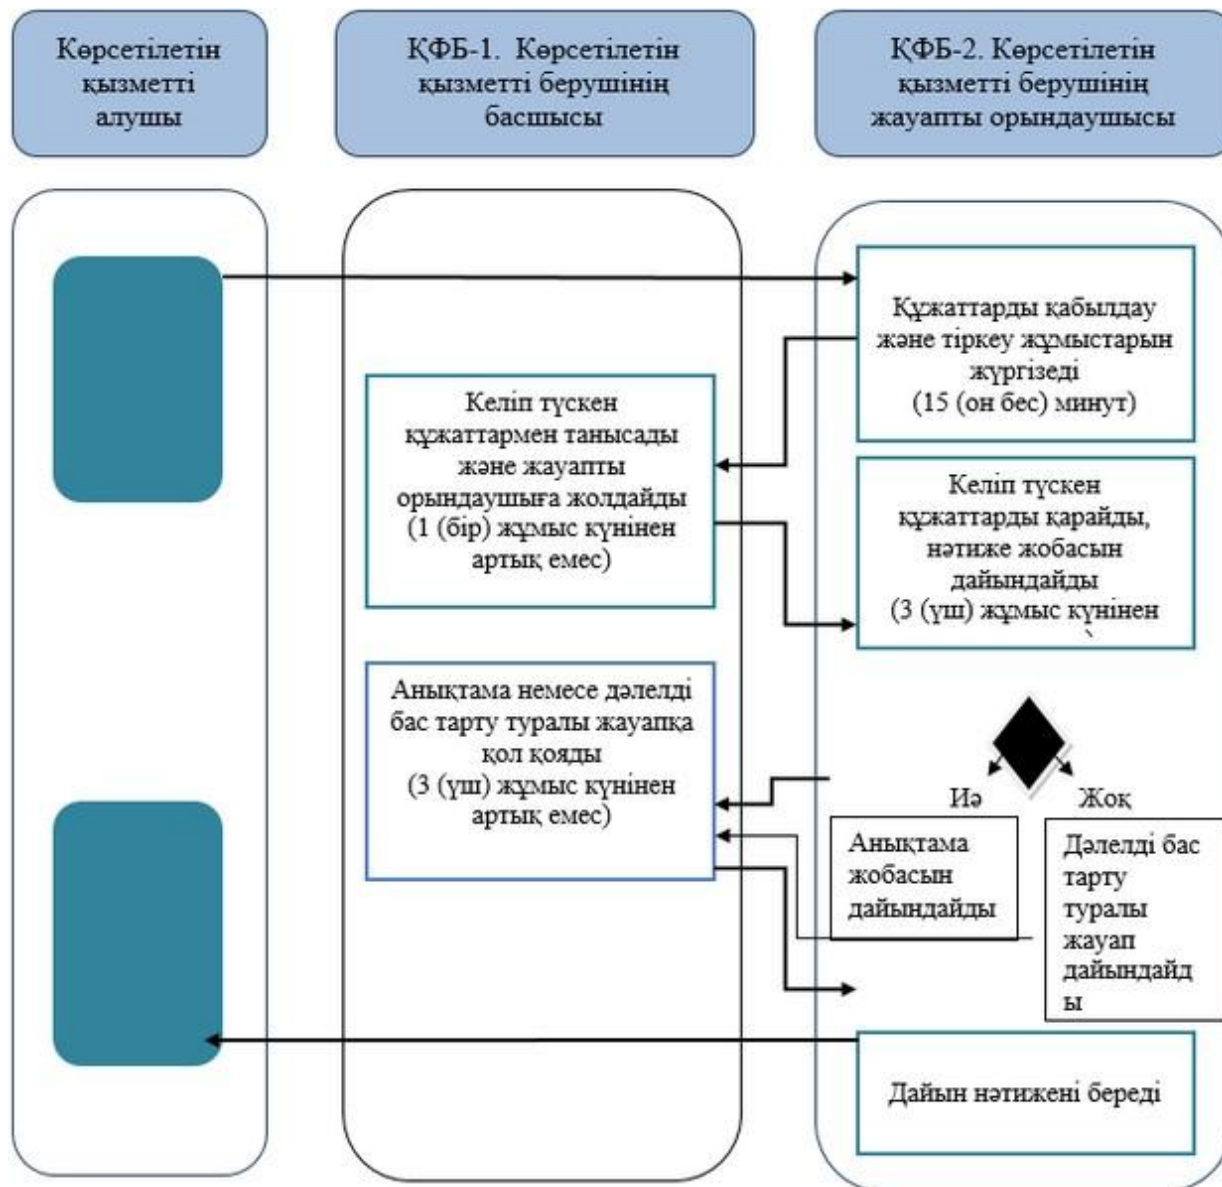 Көрсетілетін
қызметті
алушы
ҚФБ-1. Көрсетілетін
қызметті берушінің
басшысы
ҚФБ-2. Көрсетілетін
қызметті берушінің
жауапты орындаушысы
Құжаттарды қабылдау
және тіркеу жұмыстарын
жүргізеді
(15 (он бес) минут)
Келіп түскен
құжаттармен танысады
және жауапты
орындаушыға жолдайды
(1 (бір) жұмыс күнінен
артық емес)
Келіп түскен
құжаттарды қарайды,
нәтиже жобасын
дайындайды
(3 (үш) жұмыс күнінен
Анықтама немесе дәлелді
бас тарту туралы жауапқа
қол қояды
(3 (үш) жұмыс күнінен
артық емес)
Иә
Жоқ
Анықтама
жобасын
дайындайды
Дәлелді бас
тарту
туралы
жауап
дайындайд
ы
Дайын нәтижені береді